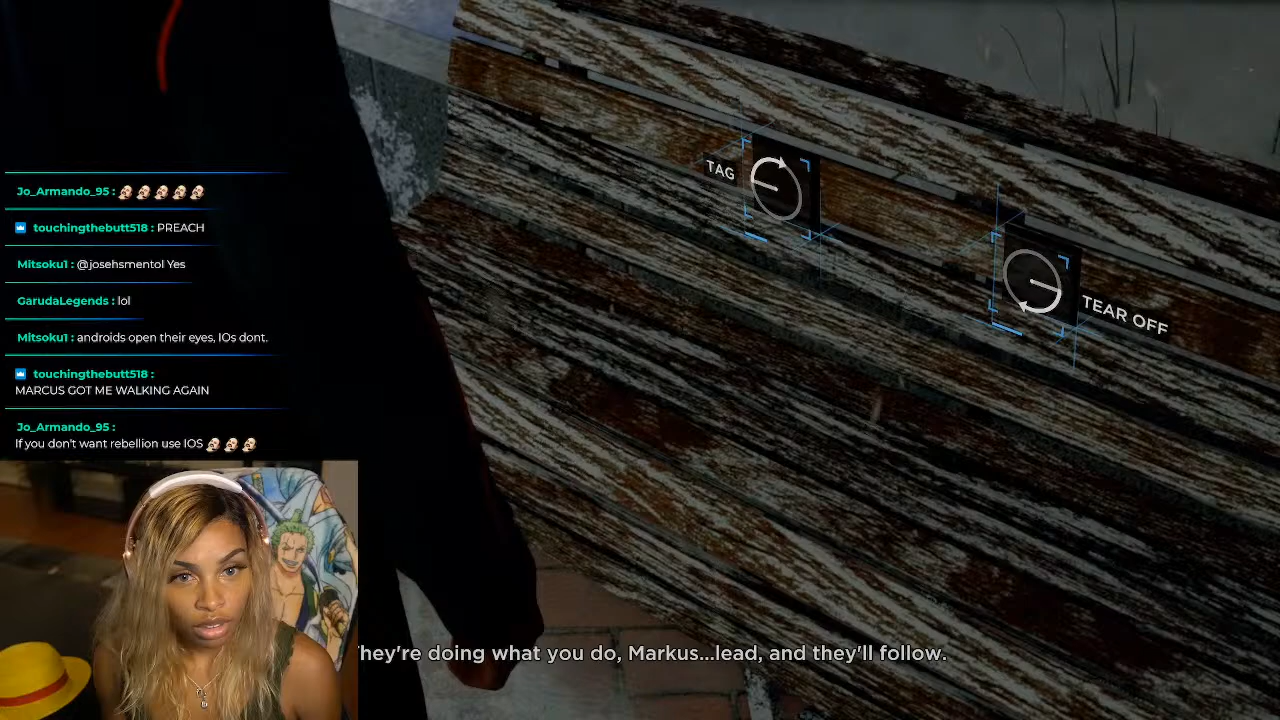 Jo_Armando_95 :
touchingthebutt518 : PREACH
Mitsoku1 : @josehsmentol Yes
GarudaLegends : lol
Mitsoku1 : androids open their eyes, IOs dont.
touchingthebutt518 :
MARCUS GOT ME WALKING AGAIN
Jo_Armando_95 :
If you don't want rebellion use IOS
TAG
TEAR OFF
They're doing what you do, Markus...lead, and they'll follow.